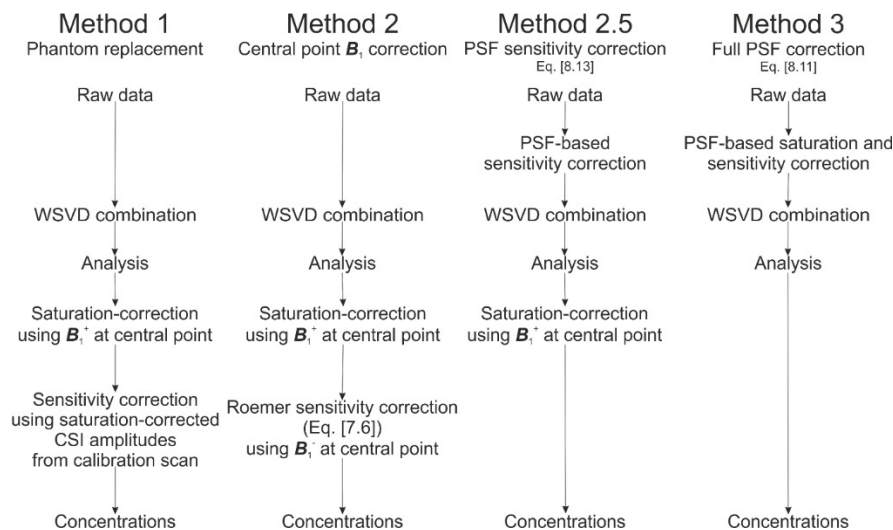 Method 1
Phantom replacement
Raw data
WSVD combination
Analysis
Saturation-correction
using B₁⁺ at central point
Sensitivity correction
using saturation-corrected
CSI amplitudes
from calibration scan
Concentrations
Method 2
Central point B₁ correction
Raw data
WSVD combination
Analysis
Saturation-correction
using B₁⁺ at central point
Roemer sensitivity correction
(Eq. [7.6])
using B₁⁻ at central point
Concentrations
Method 2.5
PSF sensitivity correction
Eq. [8.13]
Raw data
PSF-based
sensitivity correction
WSVD combination
Analysis
Saturation-correction
using B₁⁺ at central point
Concentrations
Method 3
Full PSF correction
Eq. [8.11]
Raw data
PSF-based saturation and
sensitivity correction
WSVD combination
Analysis
Concentrations